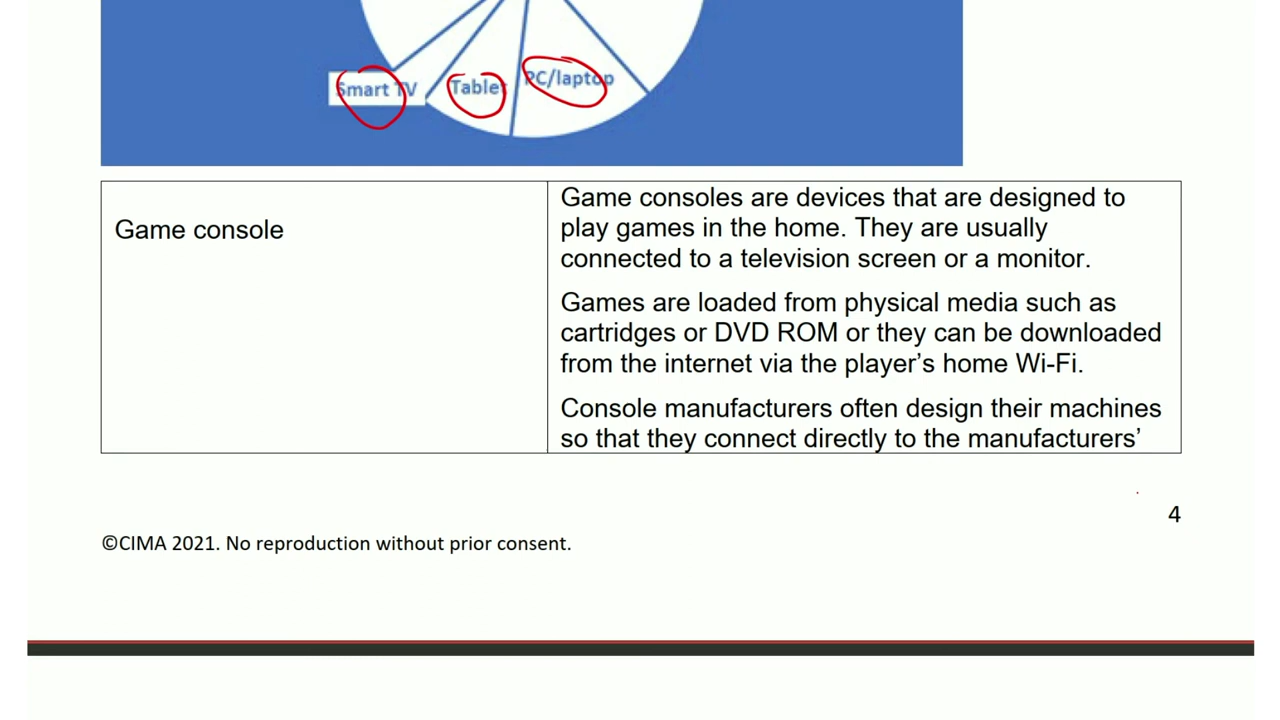 Smart TV
Tablet
PC/laptop
Game console
Game consoles are devices that are designed to
play games in the home. They are usually
connected to a television screen or a monitor.
Games are loaded from physical media such as
cartridges or DVD ROM or they can be downloaded
from the internet via the player’s home Wi-Fi.
Console manufacturers often design their machines
so that they connect directly to the manufacturers’
4
©CIMA 2021. No reproduction without prior consent.